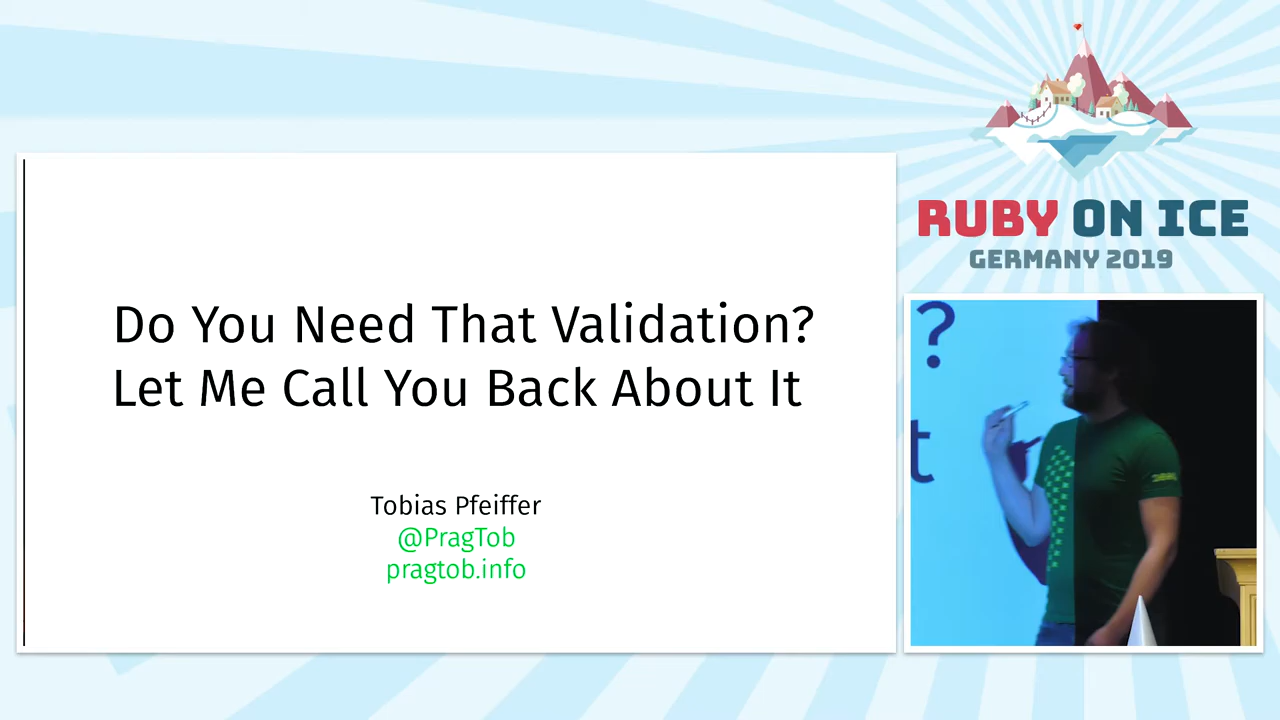 Do You Need That Validation?
Let Me Call You Back About It
Tobias Pfeiffer
@PragTob
pragtob.info
RUBY ON ICE
GERMANY 2019
?
t